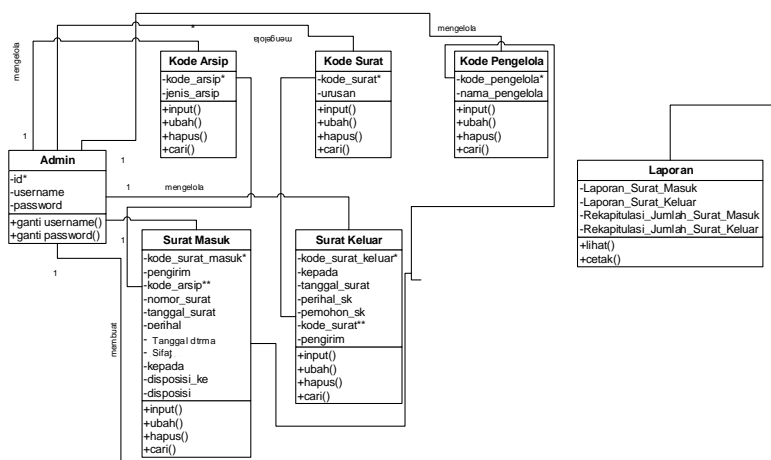 mengelola
*
mengelola
mengelola
Kode Arsip
-kode_arsip*
-jenis_arsip
+input()
+ubah()
+hapus()
+cari()
Kode Surat
-kode_surat*
-urusan
+input()
+ubah()
+hapus()
+cari()
Kode Pengelola
-kode_pengelola*
-nama_pengelola
+input()
+ubah()
+hapus()
+cari()
1
1
1
mengelola
Admin
-id*
-username
-password
+ganti username()
+ganti password()
1
1
membuat
Surat Masuk
-kode_surat_masuk*
-pengirim
-kode_arsip**
-nomor_surat
-tanggal_surat
-perihal
- Tanggal dtrma
- Sifat
-kepada
-disposisi_ke
-disposisi
+input()
+ubah()
+hapus()
+cari()
Surat Keluar
-kode_surat_keluar*
-kepada
-tanggal_surat
-perihal_sk
-pemohon_sk
-kode_surat**
-pengirim
+input()
+ubah()
+hapus()
+cari()
Laporan
-Laporan_Surat_Masuk
-Laporan_Surat_Keluar
-Rekapitulasi_Jumlah_Surat_Masuk
-Rekapitulasi_Jumlah_Surat_Keluar
+lihat()
+cetak()